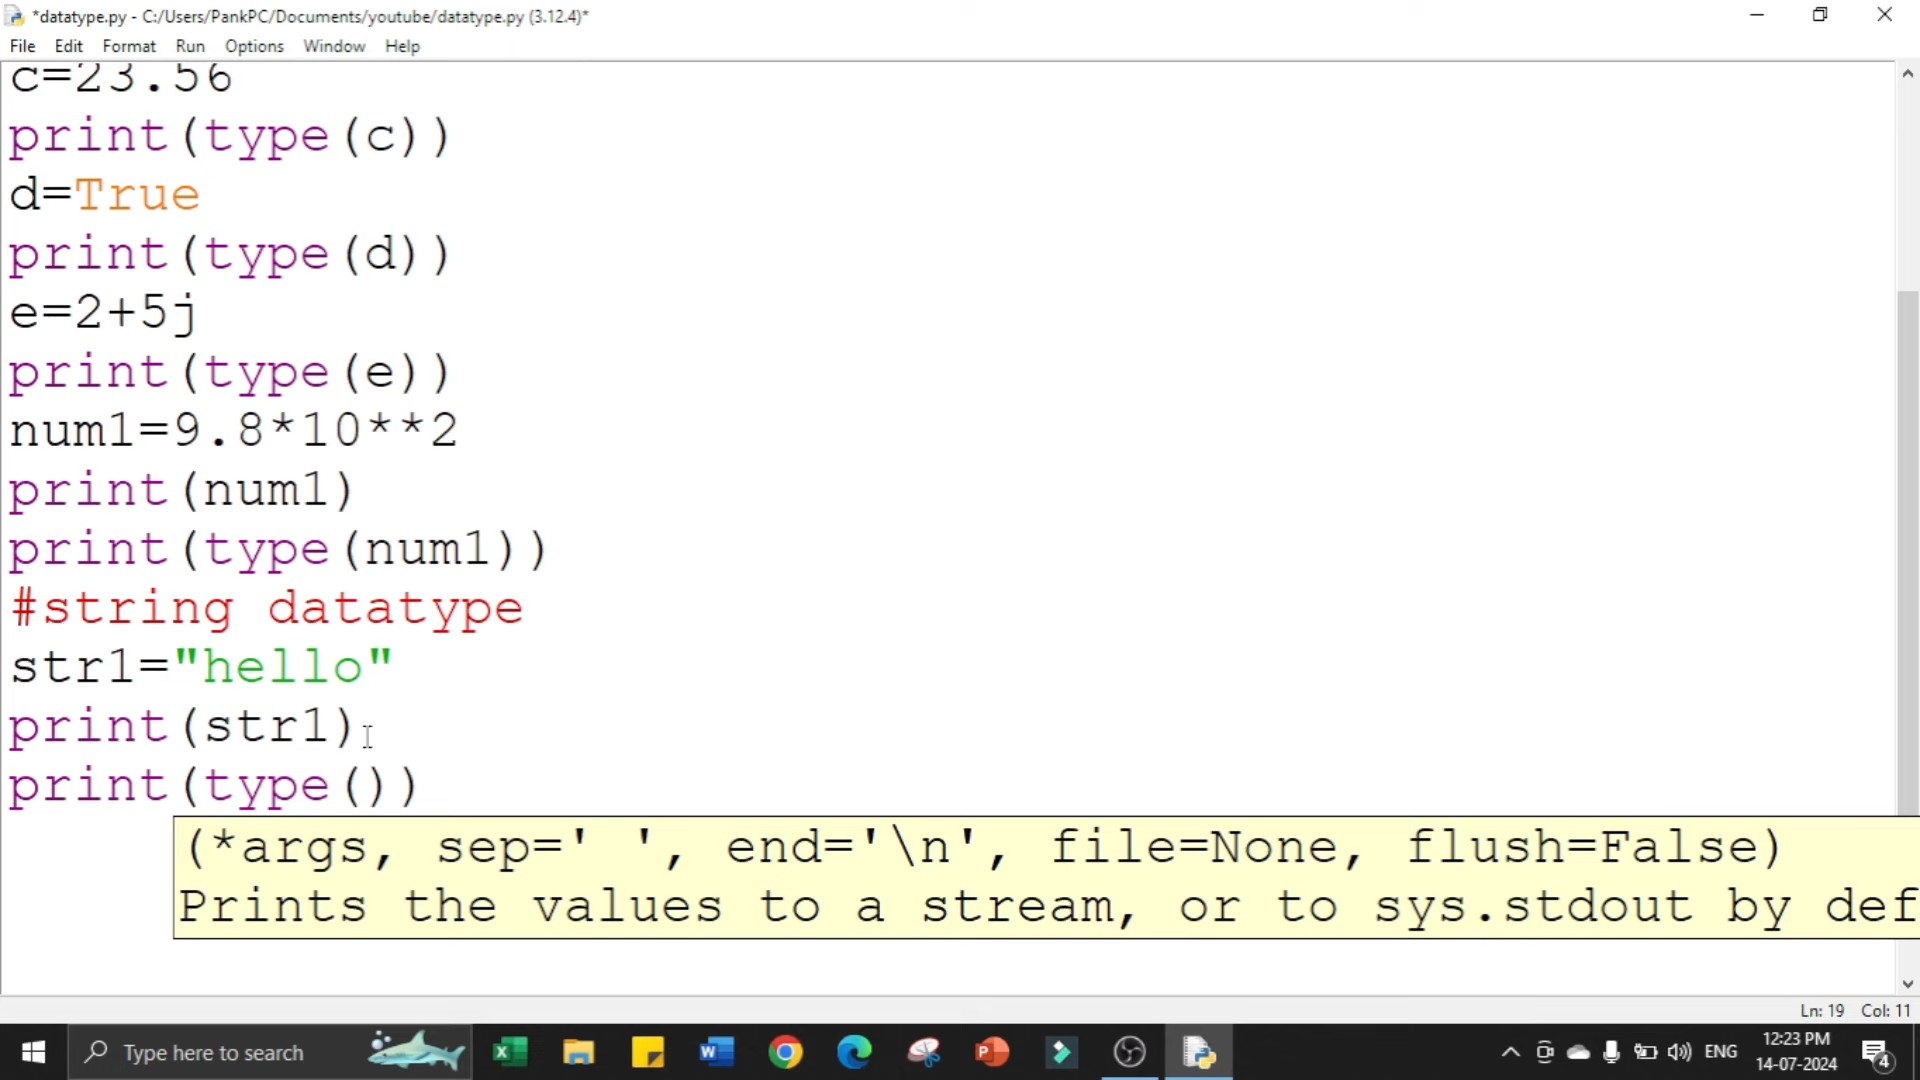 *datatype.py - C:/Users/PankPC/Documents/youtube/datatype.py (3.12.4)*
File Edit Format Run Options Window Help
c=23.56
print(type(c))
d=True
print(type(d))
e=2+5j
print(type(e))
num1=9.8*10**2
print(num1)
print(type(num1))
#string datatype
str1="hello"
print(str1)
print(type())
(*args, sep=' ', end='\n', file=None, flush=False)
Prints the values to a stream, or to sys.stdout by def
Ln: 19 Col: 11
Type here to search
ENG
12:23 PM
14-07-2024
4